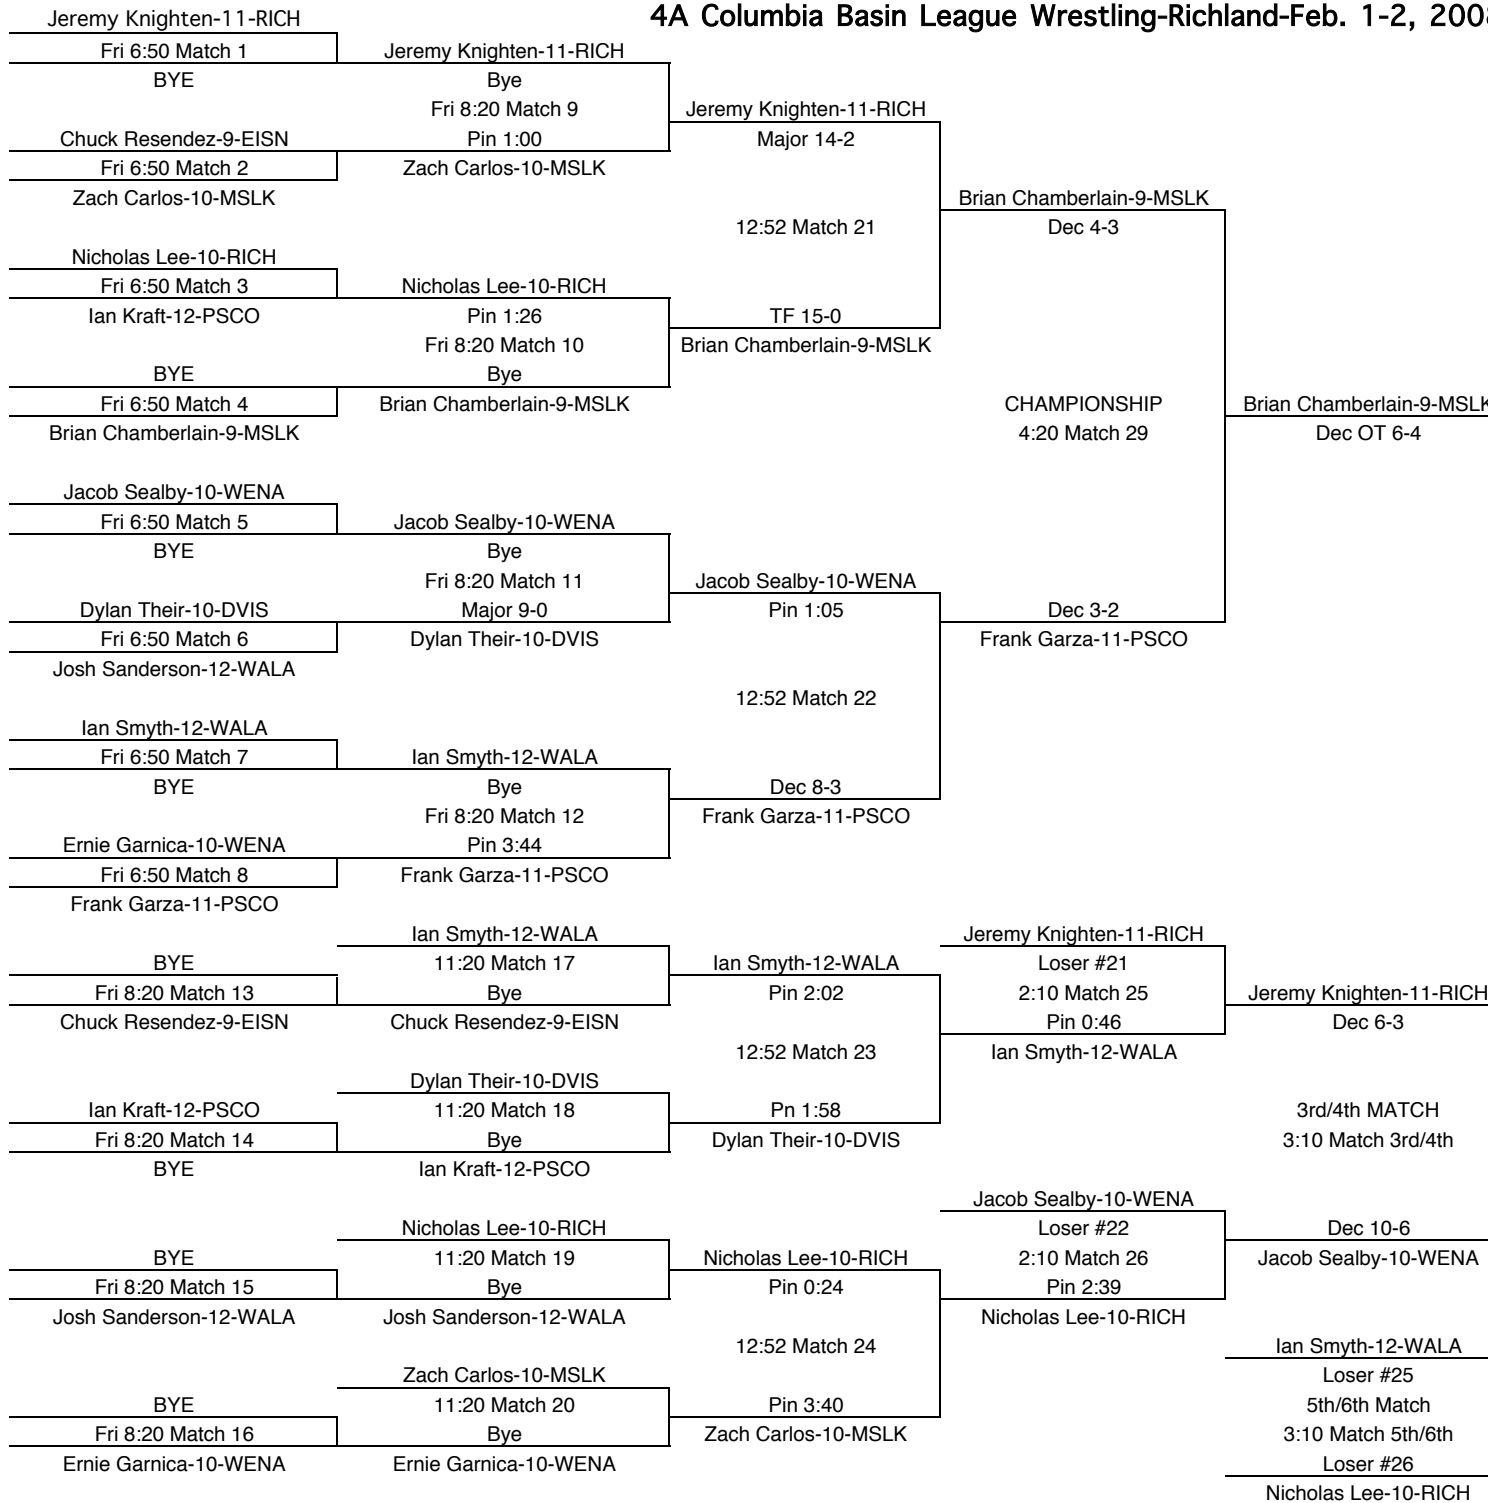 4A Columbia Basin League Wrestling-Richland-Feb. 1-2, 2008
Jeremy Knighten-11-RICH
Fri 6:50 Match 1
BYE
Chuck Resendez-9-EISN
Fri 6:50 Match 2
Zach Carlos-10-MSLK
Nicholas Lee-10-RICH
Fri 6:50 Match 3
Ian Kraft-12-PSCO
BYE
Fri 6:50 Match 4
Brian Chamberlain-9-MSLK
Jacob Sealby-10-WENA
Fri 6:50 Match 5
BYE
Dylan Their-10-DVIS
Fri 6:50 Match 6
Josh Sanderson-12-WALA
Ian Smyth-12-WALA
Fri 6:50 Match 7
BYE
Ernie Garnica-10-WENA
Fri 6:50 Match 8
Frank Garza-11-PSCO
Jeremy Knighten-11-RICH
Bye
Fri 8:20 Match 9
Pin 1:00
Zach Carlos-10-MSLK
Nicholas Lee-10-RICH
Pin 1:26
Fri 8:20 Match 10
Bye
Brian Chamberlain-9-MSLK
Jacob Sealby-10-WENA
Bye
Fri 8:20 Match 11
Major 9-0
Dylan Their-10-DVIS
Ian Smyth-12-WALA
Bye
Fri 8:20 Match 12
Pin 3:44
Frank Garza-11-PSCO
Jeremy Knighten-11-RICH
Major 14-2
12:52 Match 21
TF 15-0
Brian Chamberlain-9-MSLK
Jacob Sealby-10-WENA
Pin 1:05
12:52 Match 22
Dec 8-3
Frank Garza-11-PSCO
Brian Chamberlain-9-MSLK
Dec 4-3
CHAMPIONSHIP
4:20 Match 29
Dec 3-2
Frank Garza-11-PSCO
Brian Chamberlain-9-MSLK
Dec OT 6-4
BYE
Fri 8:20 Match 13
Chuck Resendez-9-EISN
Ian Kraft-12-PSCO
Fri 8:20 Match 14
BYE
BYE
Fri 8:20 Match 15
Josh Sanderson-12-WALA
BYE
Fri 8:20 Match 16
Ernie Garnica-10-WENA
Ian Smyth-12-WALA
11:20 Match 17
Bye
Chuck Resendez-9-EISN
Dylan Their-10-DVIS
11:20 Match 18
Bye
Ian Kraft-12-PSCO
Nicholas Lee-10-RICH
11:20 Match 19
Bye
Josh Sanderson-12-WALA
Zach Carlos-10-MSLK
11:20 Match 20
Bye
Ernie Garnica-10-WENA
Ian Smyth-12-WALA
Pin 2:02
12:52 Match 23
Pn 1:58
Dylan Their-10-DVIS
Nicholas Lee-10-RICH
Pin 0:24
12:52 Match 24
Pin 3:40
Zach Carlos-10-MSLK
Jeremy Knighten-11-RICH
Loser #21
2:10 Match 25
Pin 0:46
Ian Smyth-12-WALA
Jacob Sealby-10-WENA
Loser #22
2:10 Match 26
Pin 2:39
Nicholas Lee-10-RICH
Jeremy Knighten-11-RICH
Dec 6-3
3rd/4th MATCH
3:10 Match 3rd/4th
Dec 10-6
Jacob Sealby-10-WENA
Ian Smyth-12-WALA
Loser #25
5th/6th Match
3:10 Match 5th/6th
Loser #26
Nicholas Lee-10-RICH